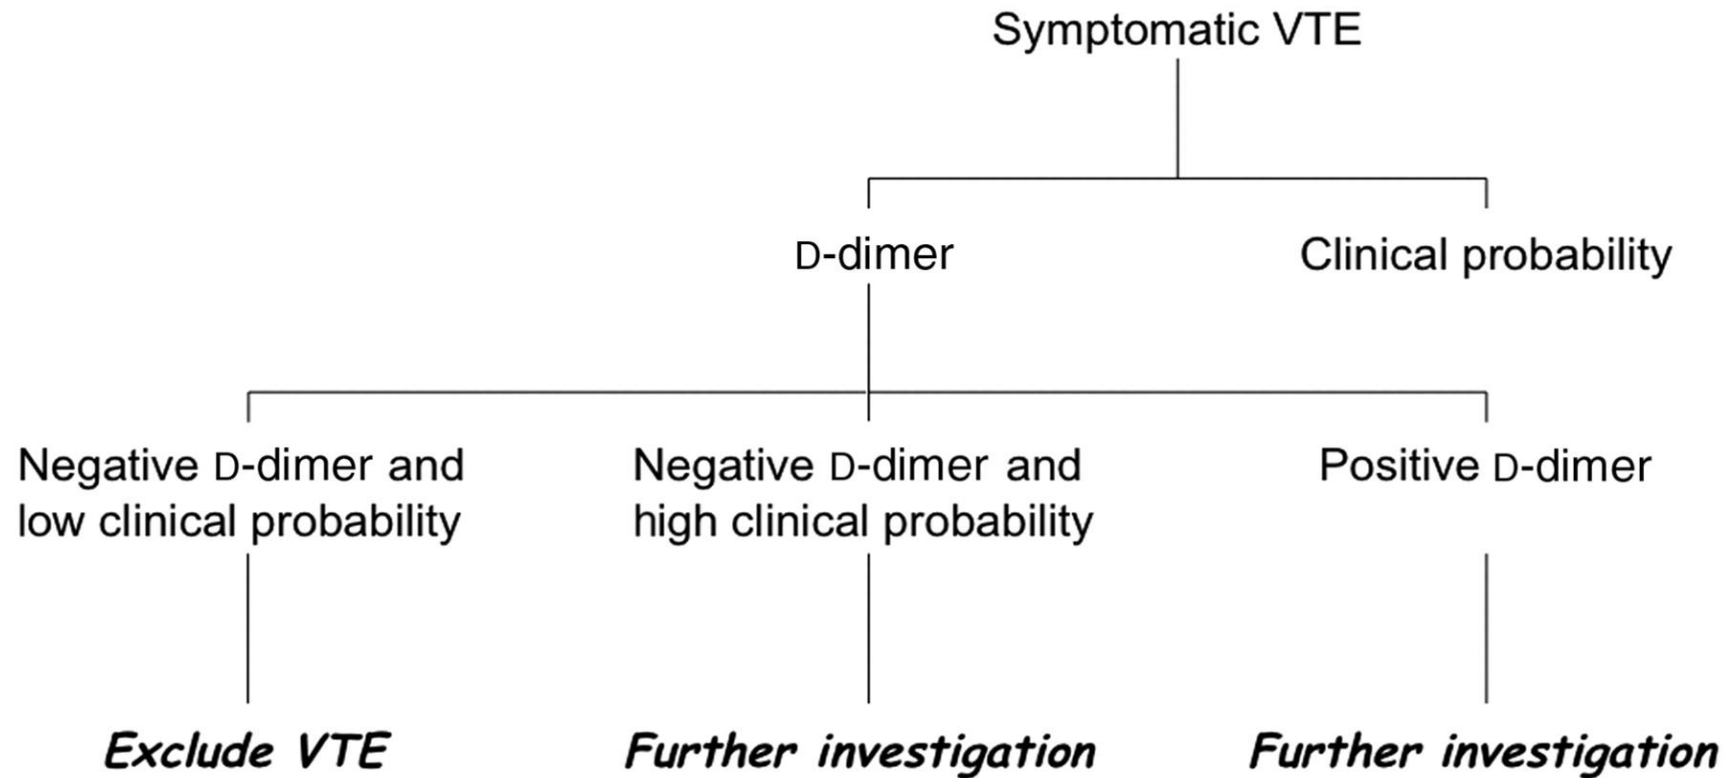 Symptomatic VTE
D-dimer
Clinical probability
Negative D-dimer and
low clinical probability
Negative D-dimer and
high clinical probability
Positive D-dimer
Exclude VTE
Further investigation
Further investigation